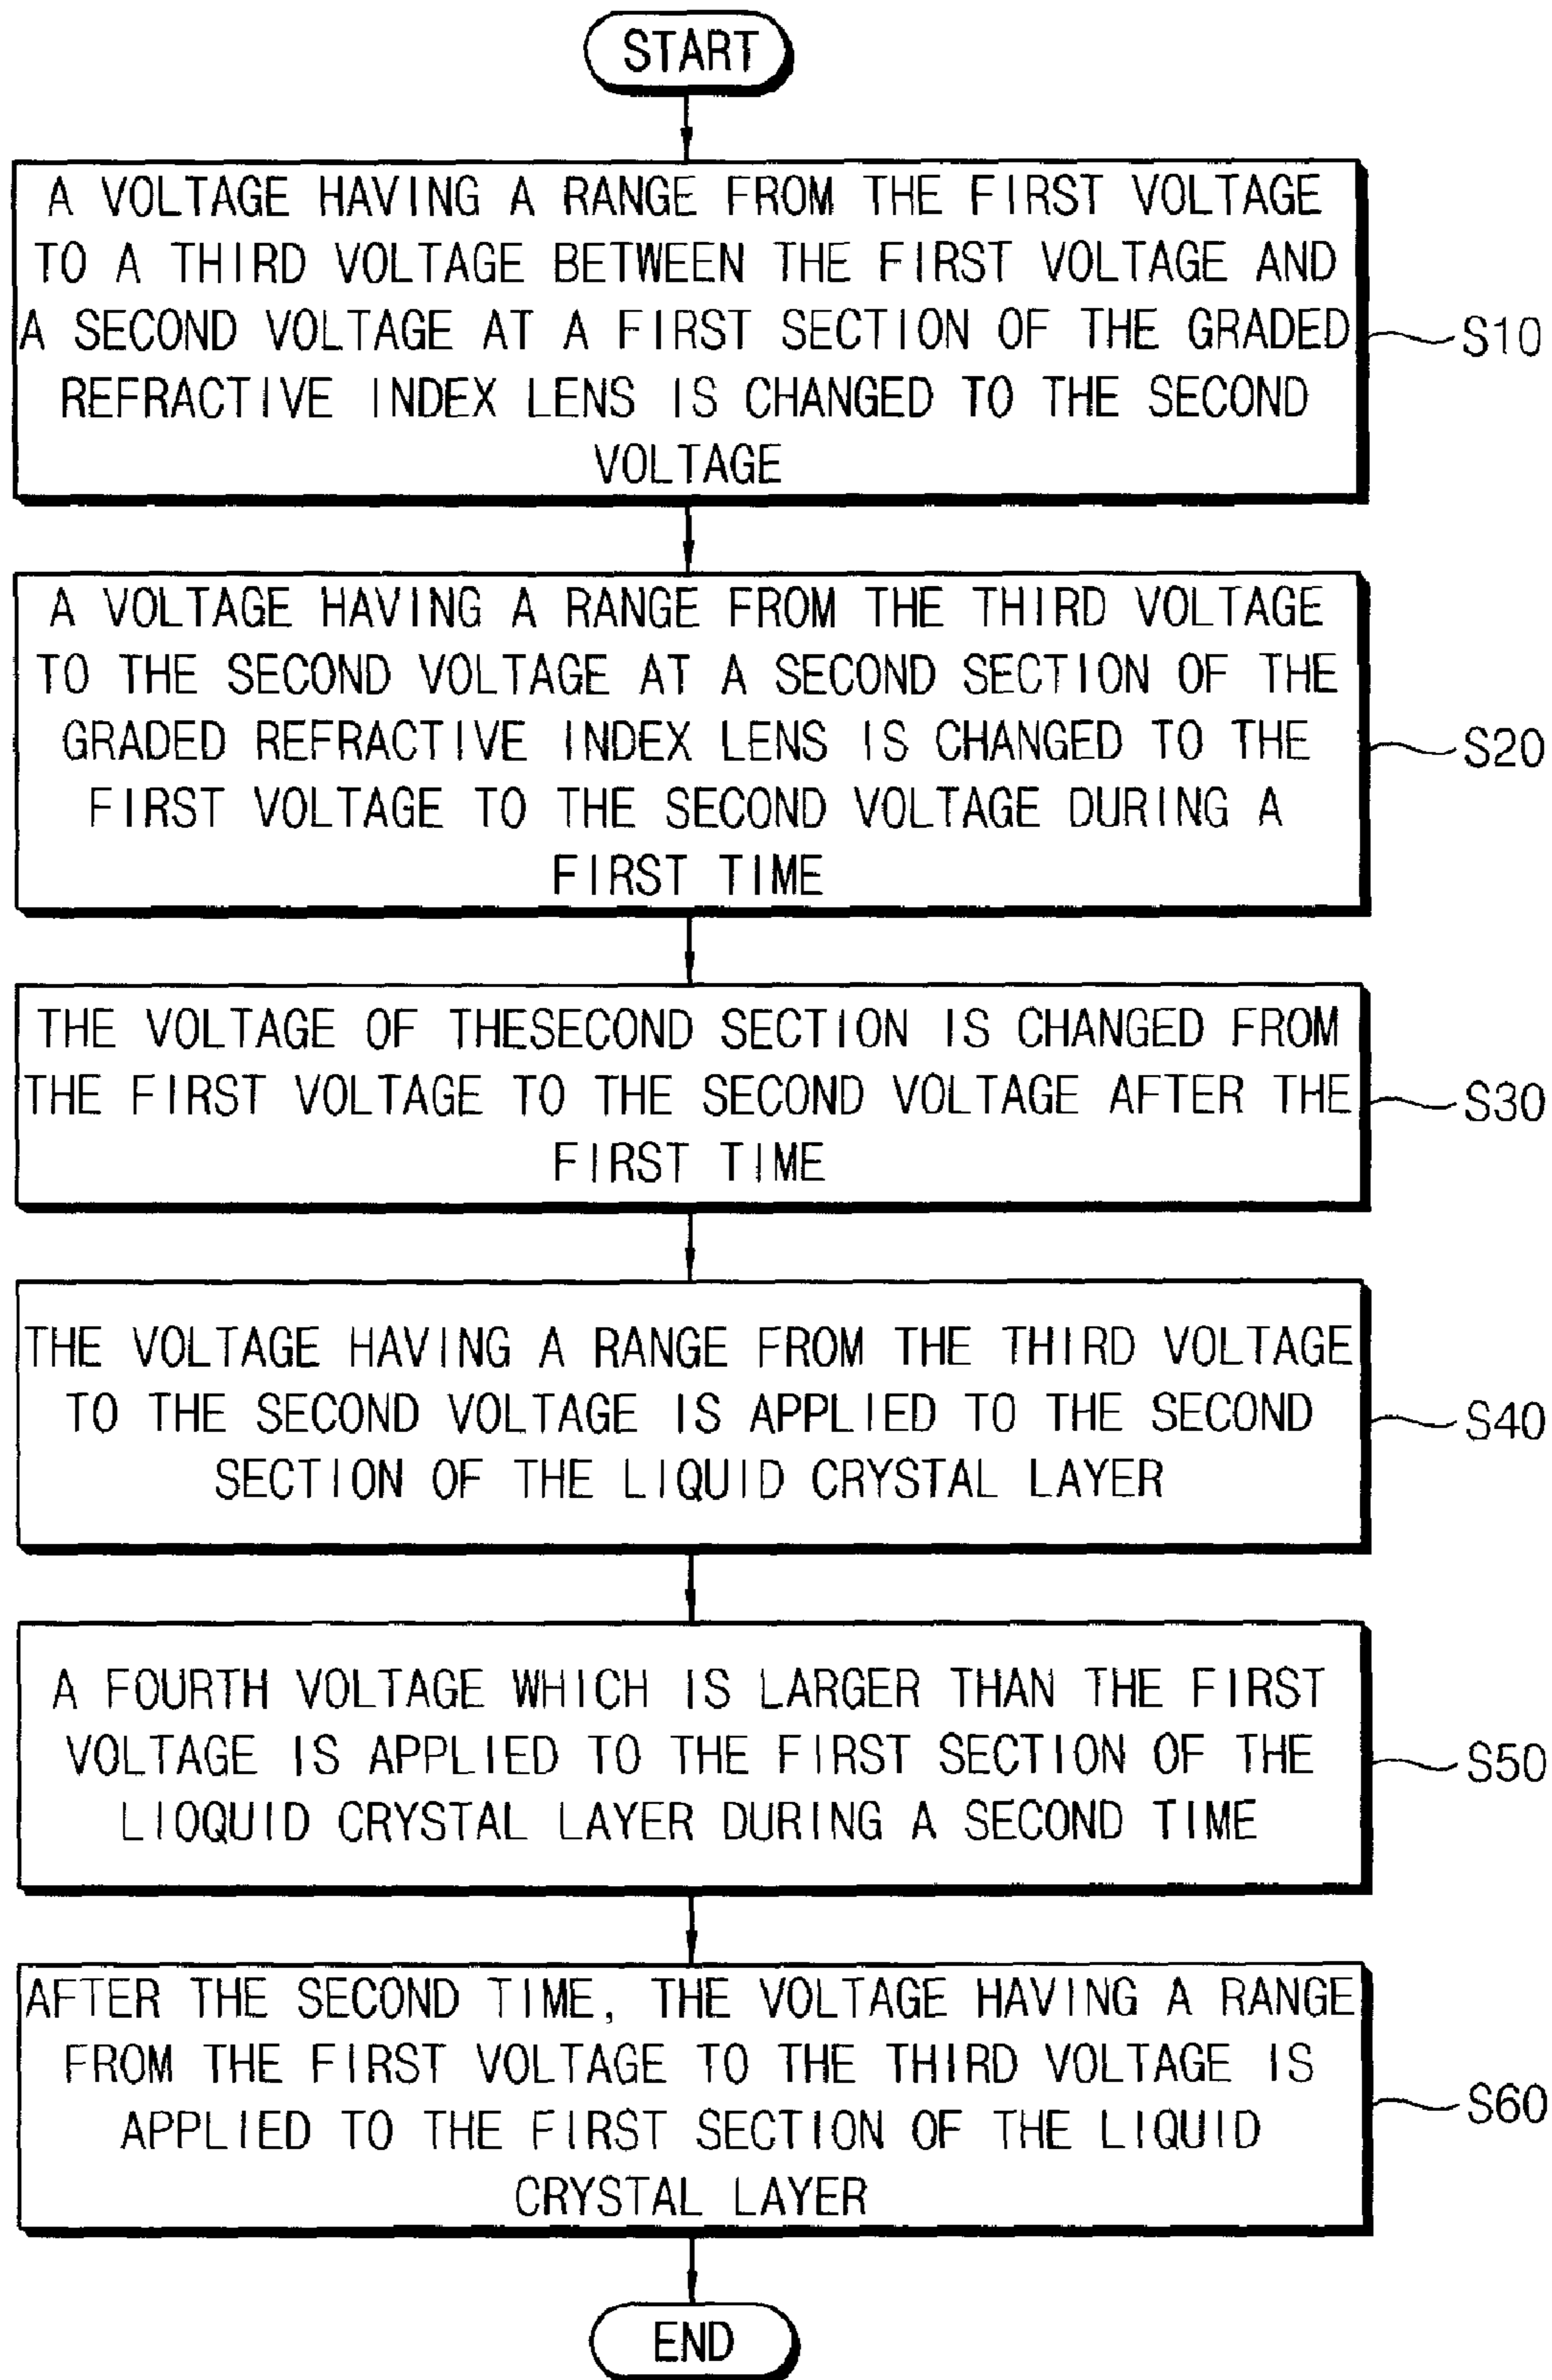 START
A VOLTAGE HAVING A RANGE FROM THE FIRST VOLTAGE
TO A THIRD VOLTAGE BETWEEN THE FIRST VOLTAGE AND
A SECOND VOLTAGE AT A FIRST SECTION OF THE GRADED
REFRACTIVE INDEX LENS IS CHANGED TO THE SECOND
VOLTAGE
S10
A VOLTAGE HAVING A RANGE FROM THE THIRD VOLTAGE
TO THE SECOND VOLTAGE AT A SECOND SECTION OF THE
GRADED REFRACTIVE INDEX LENS IS CHANGED TO THE
FIRST VOLTAGE TO THE SECOND VOLTAGE DURING A
FIRST TIME
S20
THE VOLTAGE OF THESECOND SECTION IS CHANGED FROM
THE FIRST VOLTAGE TO THE SECOND VOLTAGE AFTER THE
FIRST TIME
S30
THE VOLTAGE HAVING A RANGE FROM THE THIRD VOLTAGE
TO THE SECOND VOLTAGE IS APPLIED TO THE SECOND
SECTION OF THE LIQUID CRYSTAL LAYER
S40
A FOURTH VOLTAGE WHICH IS LARGER THAN THE FIRST
VOLTAGE IS APPLIED TO THE FIRST SECTION OF THE
LIOQUID CRYSTAL LAYER DURING A SECOND TIME
S50
AFTER THE SECOND TIME, THE VOLTAGE HAVING A RANGE
FROM THE FIRST VOLTAGE TO THE THIRD VOLTAGE IS
APPLIED TO THE FIRST SECTION OF THE LIQUID
CRYSTAL LAYER
S60
END